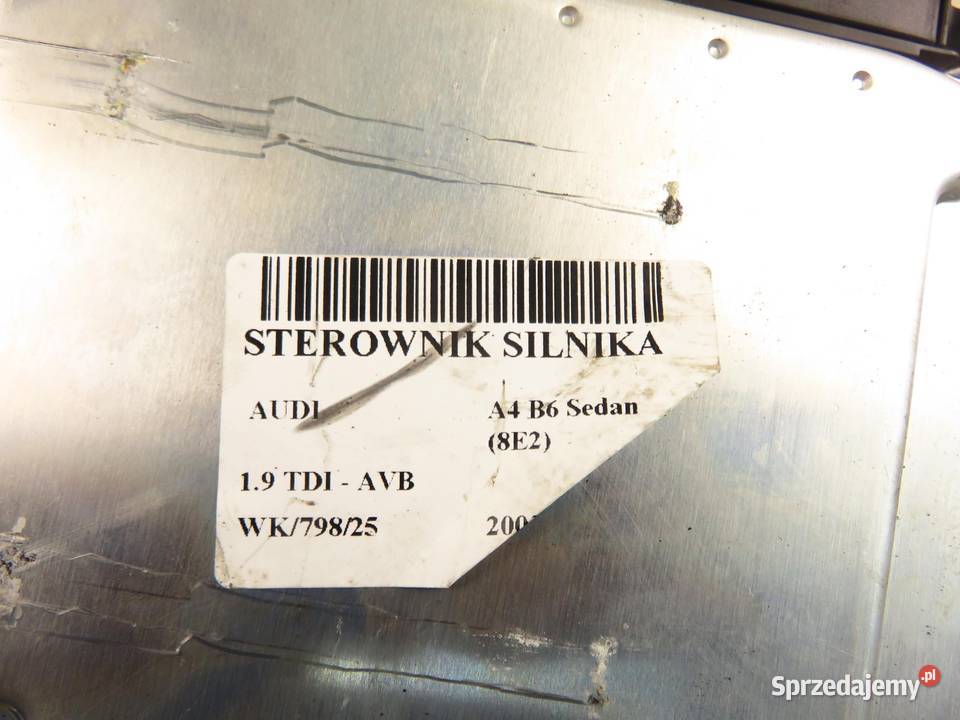 STEROWNIK SILNIKA
AUDI A4 B6 Sedan
(8E2)
1.9 TDI - AVB
WK/798/25
Sprzedajemy.pl